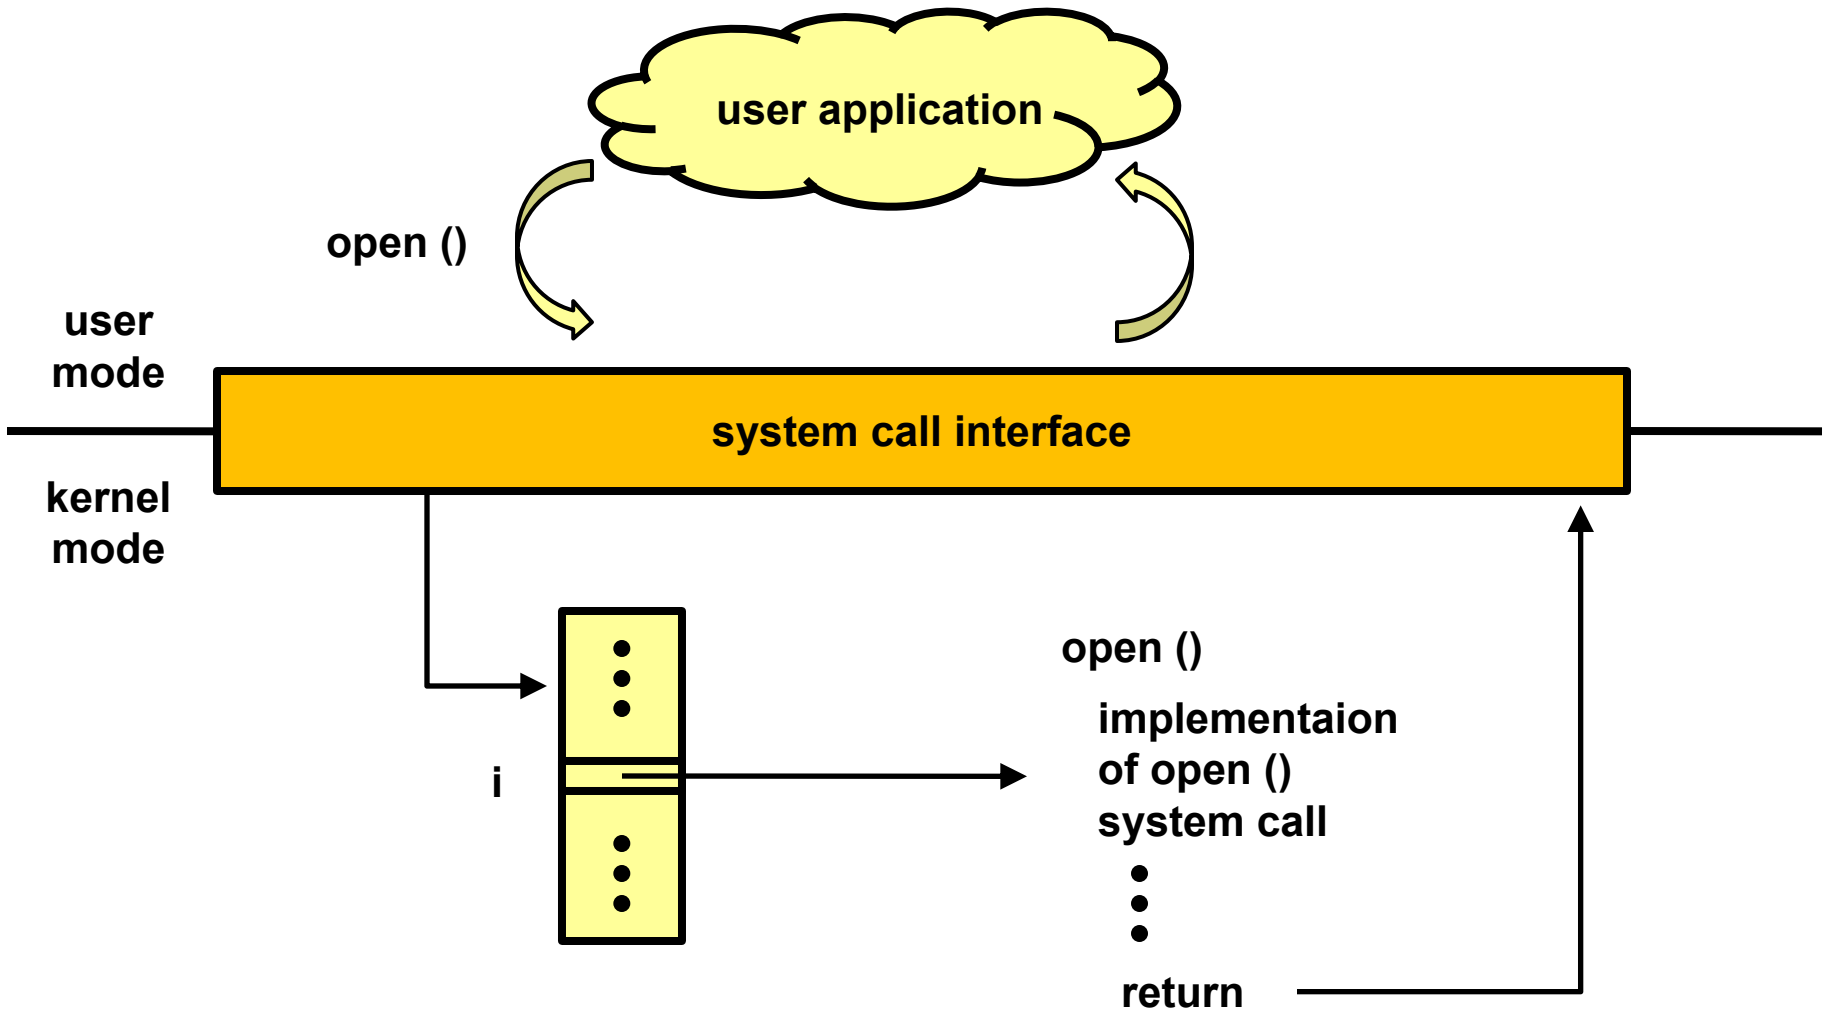 user application
open ()
user
mode
system call interface
kernel
mode
open ()
implementaion
of open ()
system call
i
return